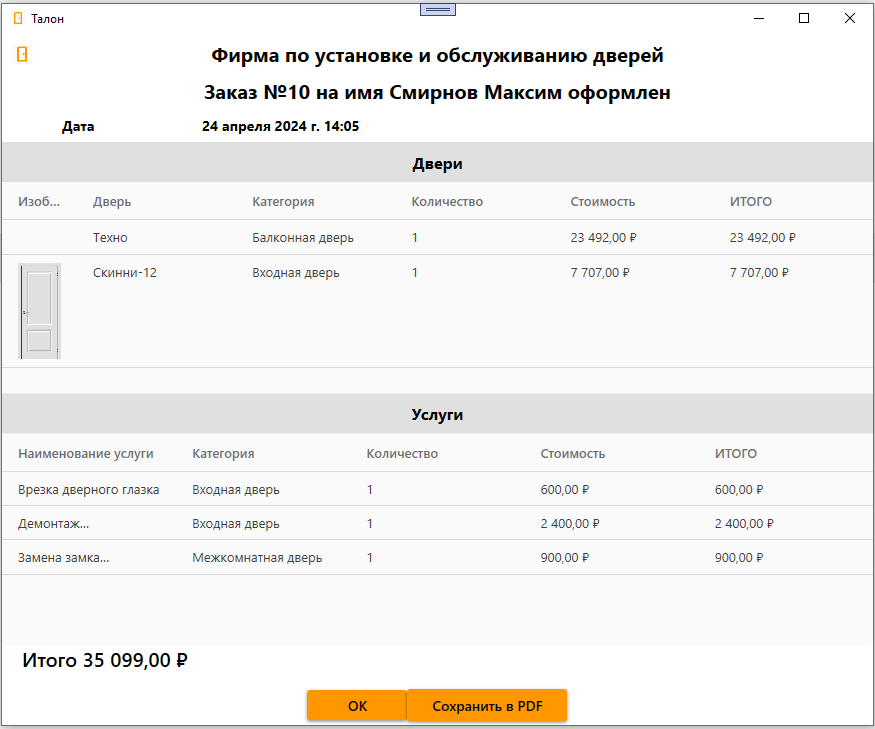 Талон
Фирма по установке и обслуживанию дверей
Заказ №10 на имя Смирнов Максим оформлен
Дата 24 апреля 2024 г. 14:05
Двери
Изоб... Дверь Категория Количество Стоимость ИТОГО
Техно Балконная дверь 1 23 492,00 ₽ 23 492,00 ₽
Скинни-12 Входная дверь 1 7 707,00 ₽ 7 707,00 ₽
Услуги
Наименование услуги Категория Количество Стоимость ИТОГО
Врезка дверного глазка Входная дверь 1 600,00 ₽ 600,00 ₽
Демонтаж... Входная дверь 1 2 400,00 ₽ 2 400,00 ₽
Замена замка... Межкомнатная дверь 1 900,00 ₽ 900,00 ₽
Итого 35 099,00 ₽
ОК Сохранить в PDF